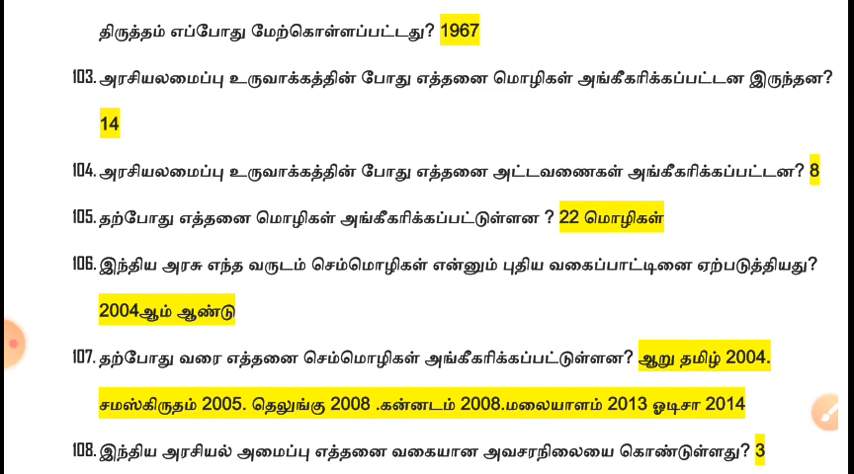 திருத்தம் எப்போது மேற்கொள்ளப்பட்டது? 1967
103. அரசியலமைப்பு உருவாக்கத்தின் போது எத்தனை மொழிகள் அங்கீகரிக்கப்பட்டன இருந்தன?
14
104. அரசியலமைப்பு உருவாக்கத்தின் போது எத்தனை அட்டவணைகள் அங்கீகரிக்கப்பட்டன? 8
105. தற்போது எத்தனை மொழிகள் அங்கீகரிக்கப்பட்டுள்ளன ? 22 மொழிகள்
106. இந்திய அரசு எந்த வருடம் செம்மொழிகள் என்னும் புதிய வகைப்பாட்டினை ஏற்படுத்தியது?
2004ஆம் ஆண்டு
107. தற்போது வரை எத்தனை செம்மொழிகள் அங்கீகரிக்கப்பட்டுள்ளன? ஆறு தமிழ் 2004.
சமஸ்கிருதம் 2005. தெலுங்கு 2008 .கன்னடம் 2008.மலையாளம் 2013 ஒடிசா 2014
108. இந்திய அரசியல் அமைப்பு எத்தனை வகையான அவசரநிலையை கொண்டுள்ளது? 3